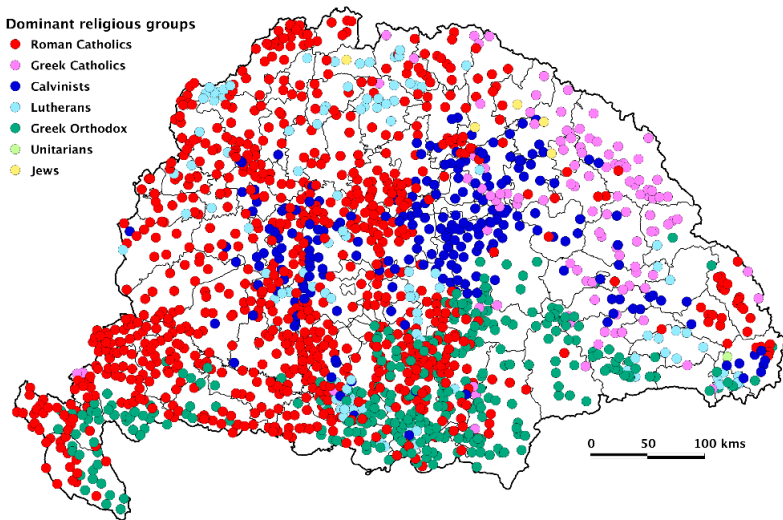 Dominant religious groups
Roman Catholics
Greek Catholics
Calvinists
Lutherans
Greek Orthodox
Unitarians
Jews
0 50 100 kms